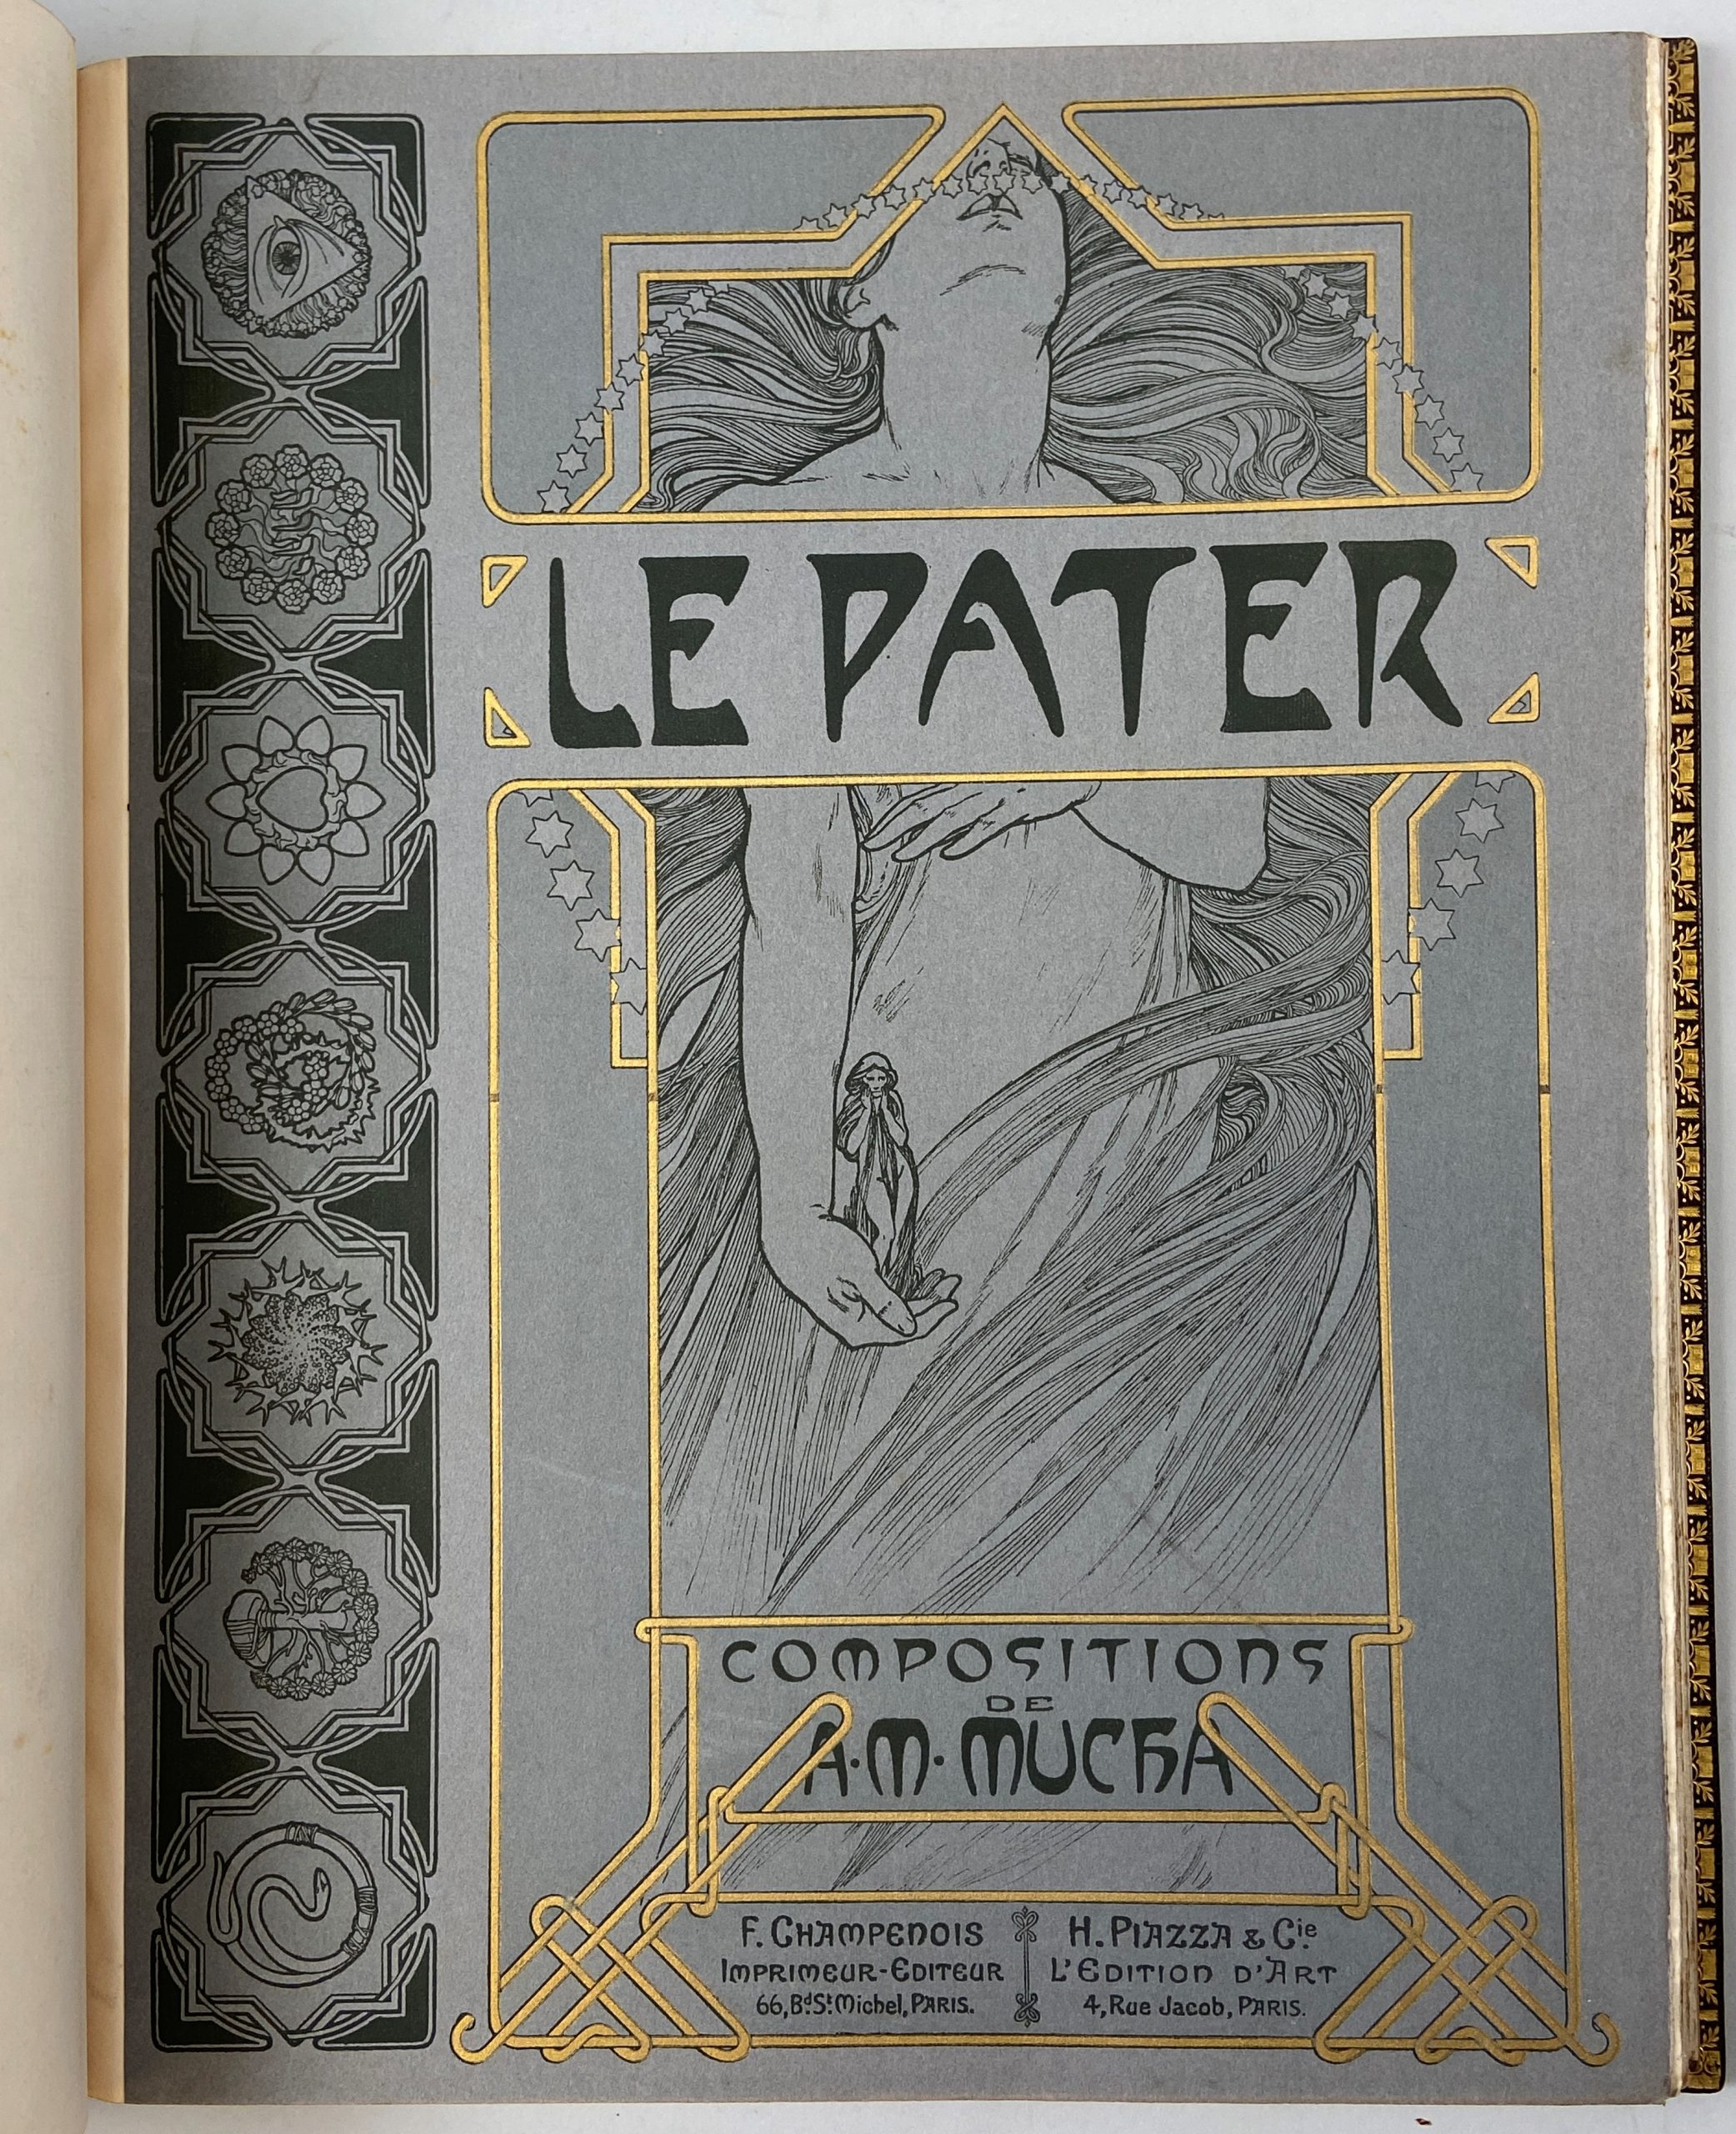 LE PATER
COMPOSITIONS
DE
A·M·MUCHA
F. CHAMPENOIS
IMPRIMEUR-EDITEUR
66, Bd St Michel, PARIS.
H. PIAZZA & Cie
L'EDITION D'ART
4, Rue Jacob, PARIS.